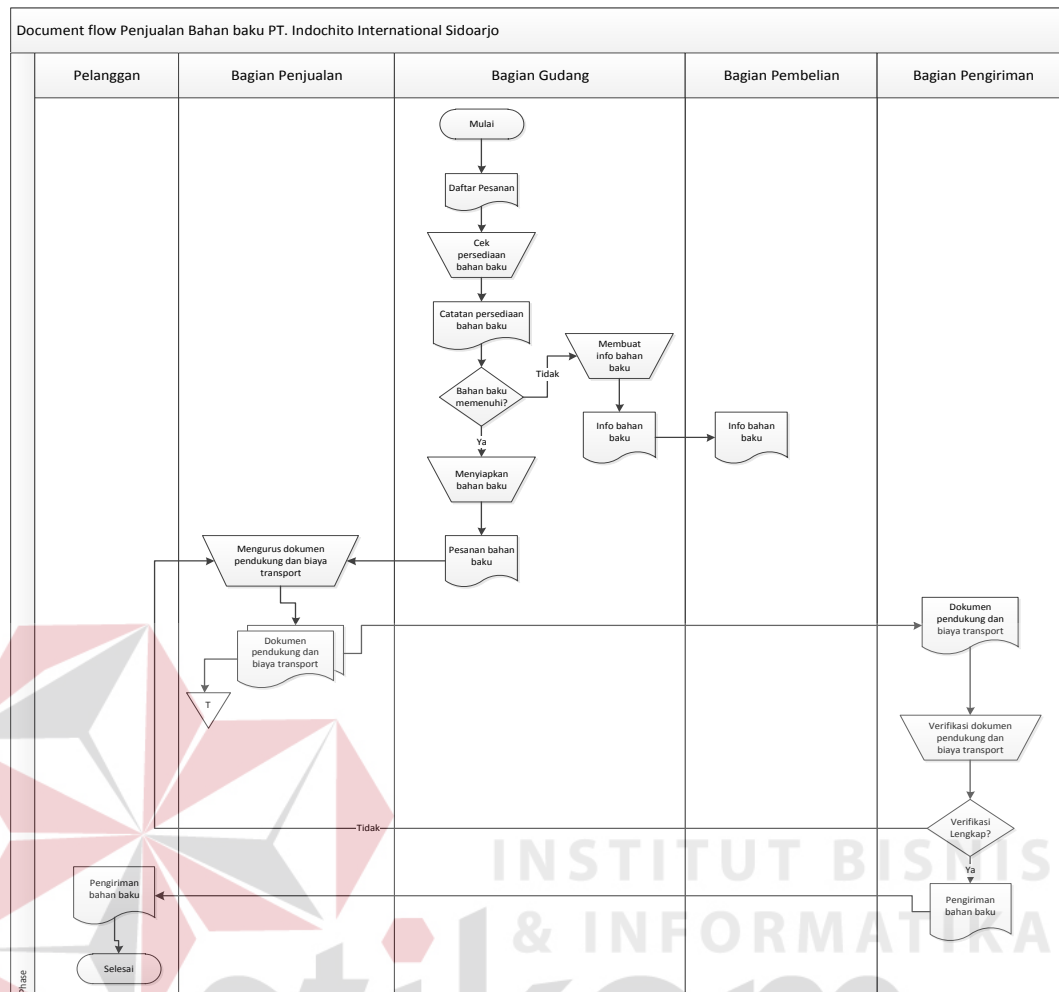 Document flow Penjualan Bahan baku PT. Indochito International Sidoarjo
Pelanggan
Bagian Penjualan
Bagian Gudang
Bagian Pembelian
Bagian Pengiriman
Mulai
Daftar Pesanan
Cek
persediaan
bahan baku
Catatan persediaan
bahan baku
Membuat
info bahan
baku
Tidak
Bahan baku
memenuhi?
Info bahan
baku
Info bahan
baku
Ya
Menyiapkan
bahan baku
Mengurus dokumen
pendukung dan biaya
transport
Pesanan bahan
baku
Dokumen
pendukung dan
biaya transport
Dokumen
pendukung dan
biaya transport
T
Verifikasi dokumen
pendukung dan
biaya transport
Tidak
Verifikasi
Lengkap?
Ya
Pengiriman
bahan baku
Pengiriman
bahan baku
Selesai
Phase
INSTITUT BISNIS
& INFORMATIKA